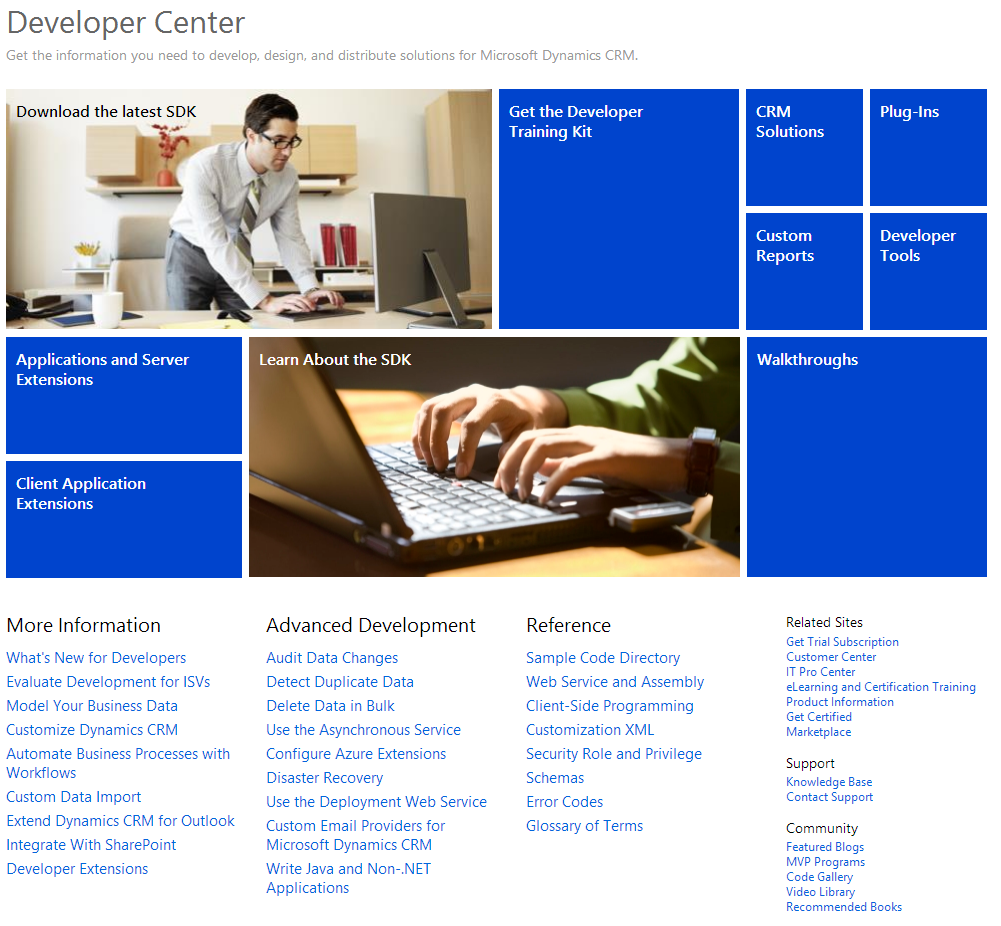 Developer Center
Get the information you need to develop, design, and distribute solutions for Microsoft Dynamics CRM.
Download the latest SDK
Get the Developer
Training Kit
CRM
Solutions
Plug-Ins
Custom
Reports
Developer
Tools
Applications and Server
Extensions
Client Application
Extensions
Learn About the SDK
Walkthroughs
More Information
What's New for Developers
Evaluate Development for ISVs
Model Your Business Data
Customize Dynamics CRM
Automate Business Processes with
Workflows
Custom Data Import
Extend Dynamics CRM for Outlook
Integrate With SharePoint
Developer Extensions
Advanced Development
Audit Data Changes
Detect Duplicate Data
Delete Data in Bulk
Use the Asynchronous Service
Configure Azure Extensions
Disaster Recovery
Use the Deployment Web Service
Custom Email Providers for
Microsoft Dynamics CRM
Write Java and Non-.NET
Applications
Reference
Sample Code Directory
Web Service and Assembly
Client-Side Programming
Customization XML
Security Role and Privilege
Schemas
Error Codes
Glossary of Terms
Related Sites
Get Trial Subscription
Customer Center
IT Pro Center
eLearning and Certification Training
Product Information
Get Certified
Marketplace
Support
Knowledge Base
Contact Support
Community
Featured Blogs
MVP Programs
Code Gallery
Video Library
Recommended Books